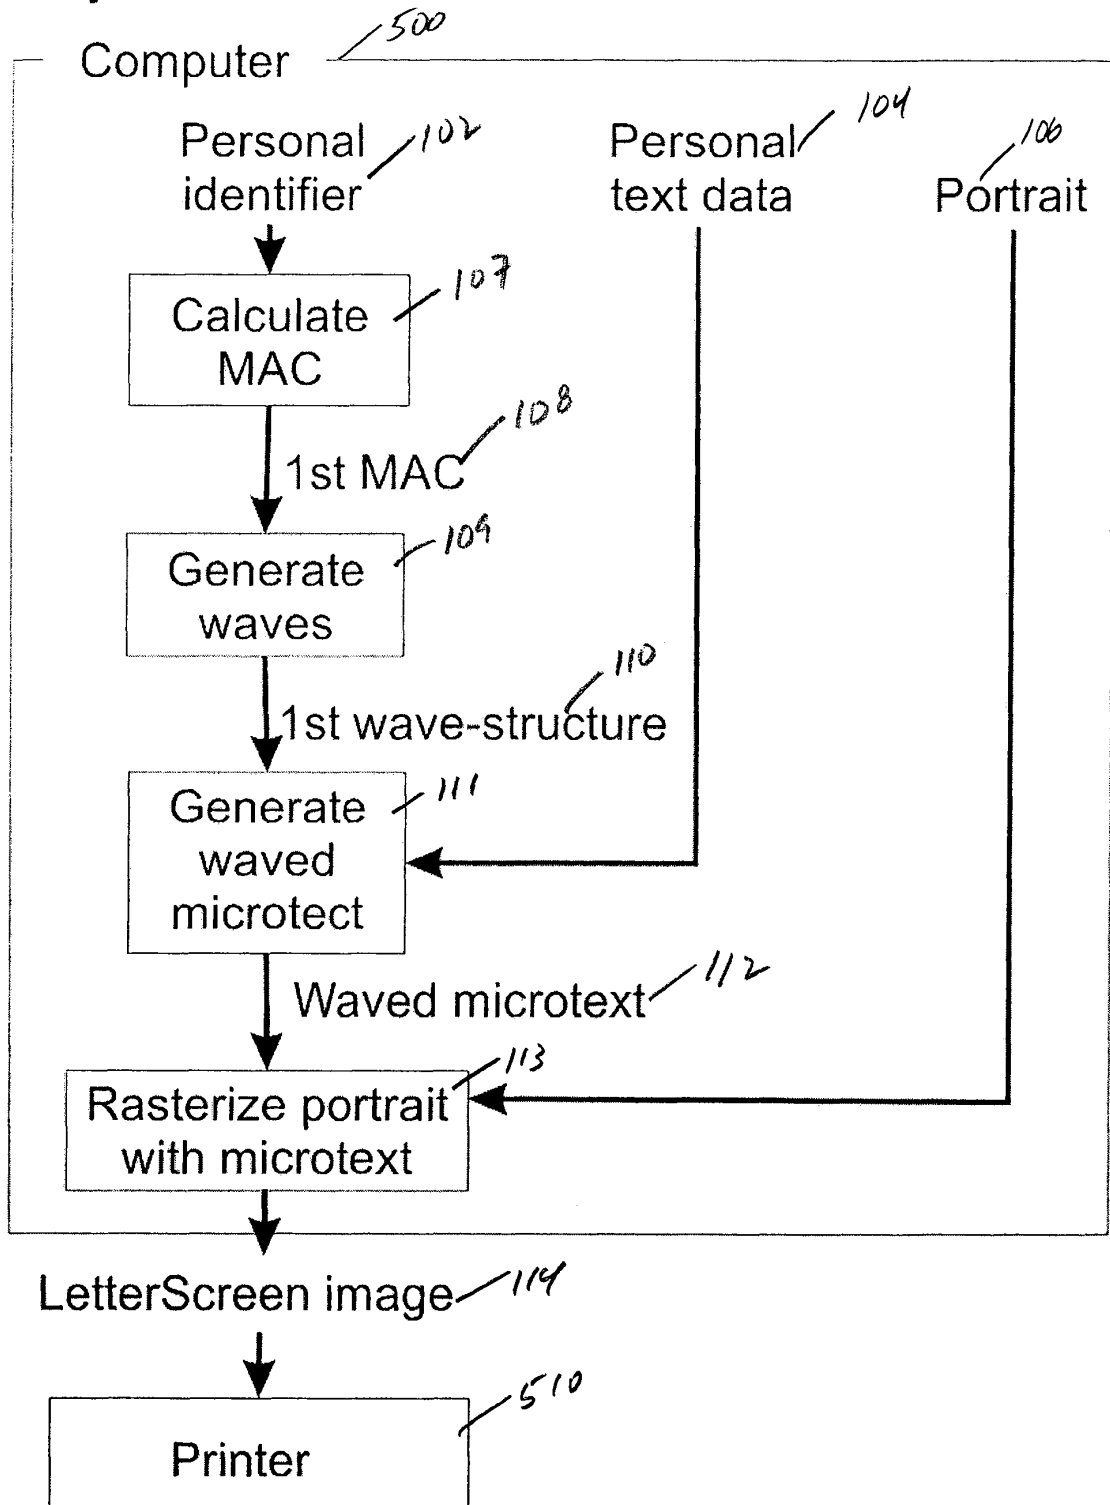 500
Computer
Personal
identifier
102
Personal
text data
104
Portrait
106
Calculate
MAC
107
1st MAC
108
Generate
waves
109
1st wave-structure
110
Generate
waved
microtect
111
Waved microtext
112
Rasterize portrait
with microtext
113
LetterScreen image
114
Printer
510